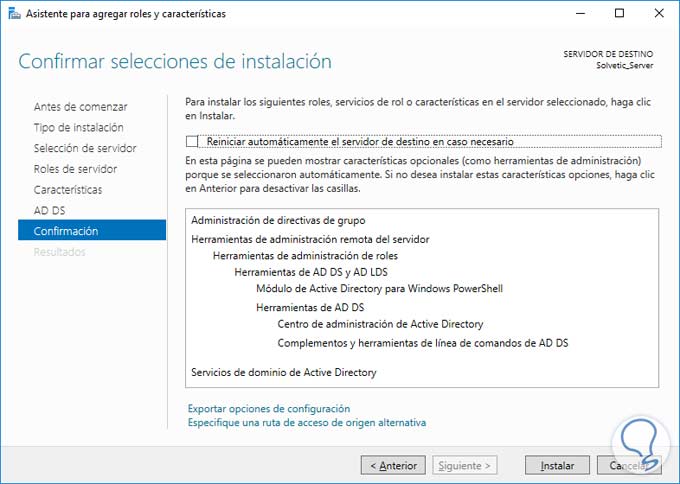 Asistente para agregar roles y características
Confirmar selecciones de instalación
SERVIDOR DE DESTINO
Solvetic_Server
Antes de comenzar
Tipo de instalación
Selección de servidor
Roles de servidor
Características
AD DS
Confirmación
Resultados
Para instalar los siguientes roles, servicios de rol o características en el servidor seleccionado, haga clic
en Instalar.
Reiniciar automáticamente el servidor de destino en caso necesario
En esta página se pueden mostrar características opcionales (como herramientas de administración)
porque se seleccionaron automáticamente. Si no desea instalar estas características opciones, haga clic
en Anterior para desactivar las casillas.
Administración de directivas de grupo
Herramientas de administración remota del servidor
Herramientas de administración de roles
Herramientas de AD DS y AD LDS
Módulo de Active Directory para Windows PowerShell
Herramientas de AD DS
Centro de administración de Active Directory
Complementos y herramientas de línea de comandos de AD DS
Servicios de dominio de Active Directory
Exportar opciones de configuración
Especifique una ruta de acceso de origen alternativa
< Anterior
Siguiente >
Instalar
Cancelar